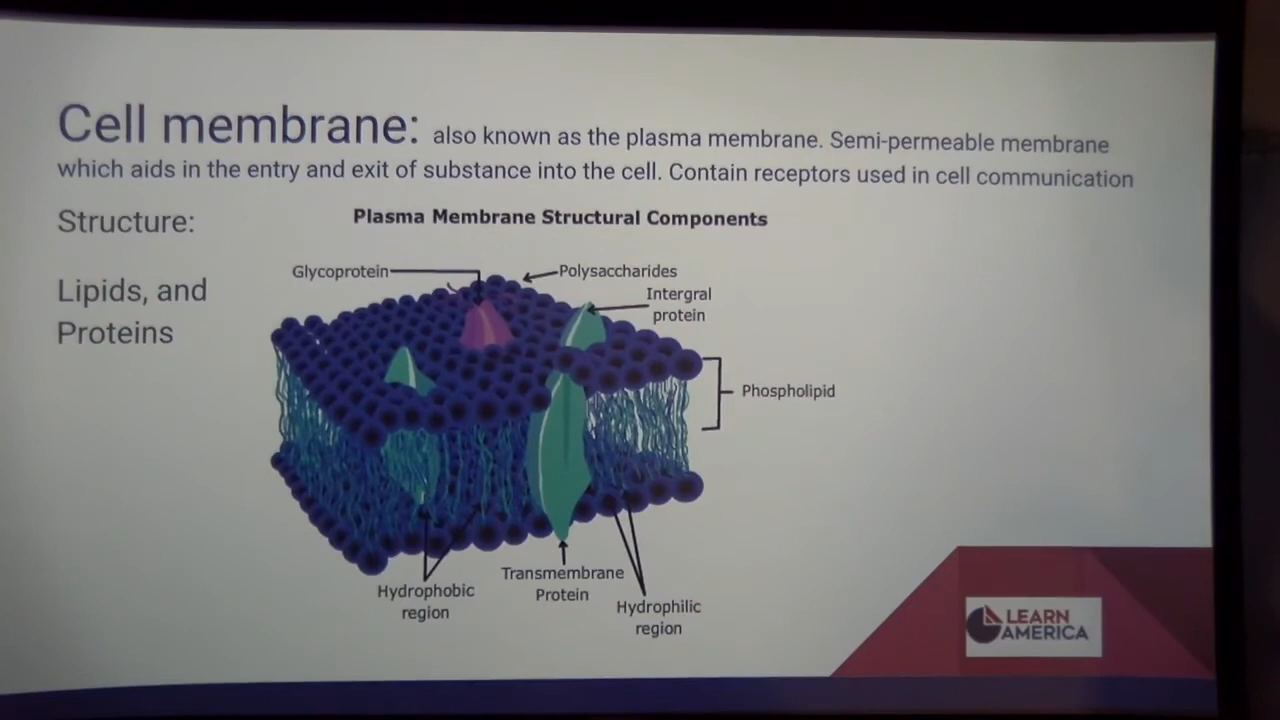 Cell membrane: also known as the plasma membrane. Semi-permeable membrane
which aids in the entry and exit of substance into the cell. Contain receptors used in cell communication
Structure:
Plasma Membrane Structural Components
Lipids, and
Proteins
Glycoprotein
Polysaccharides
Intergral
protein
Phospholipid
Hydrophobic
region
Transmembrane
Protein
Hydrophilic
region
LEARN
AMERICA